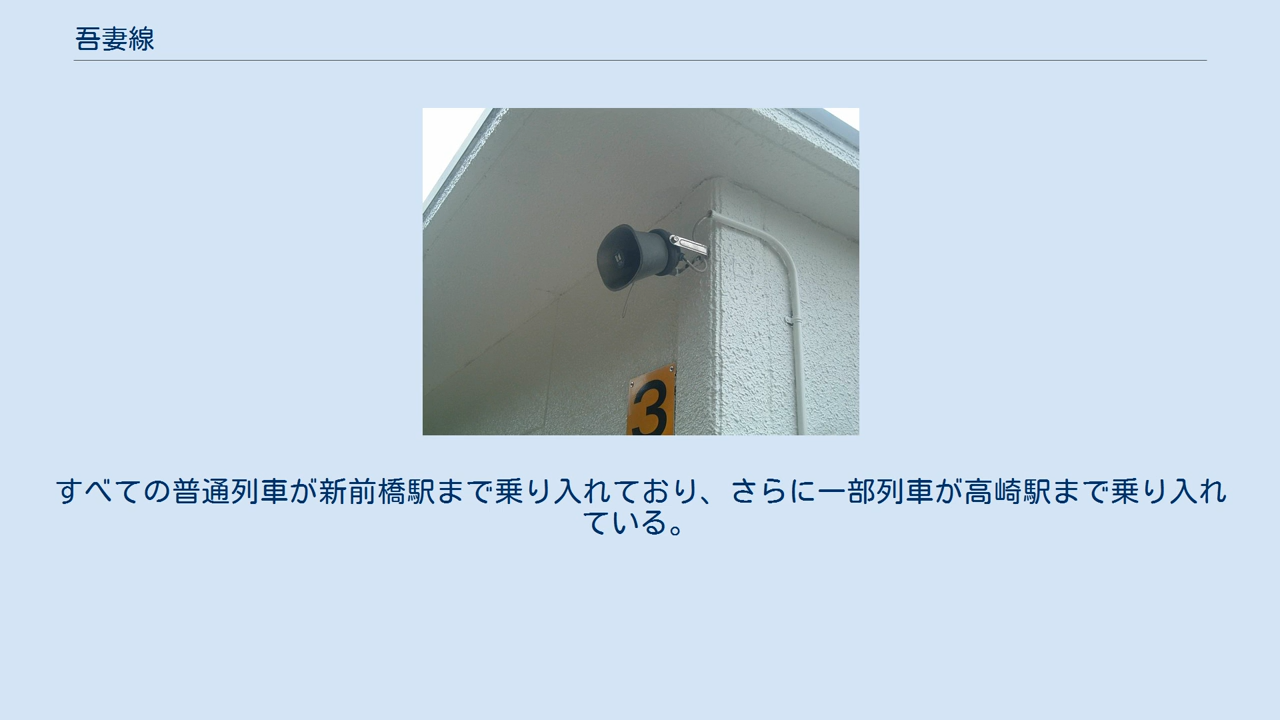 吾妻線
3
すべての普通列車が新前橋駅まで乗り入れており、さらに一部列車が高崎駅まで乗り入れ
ている。